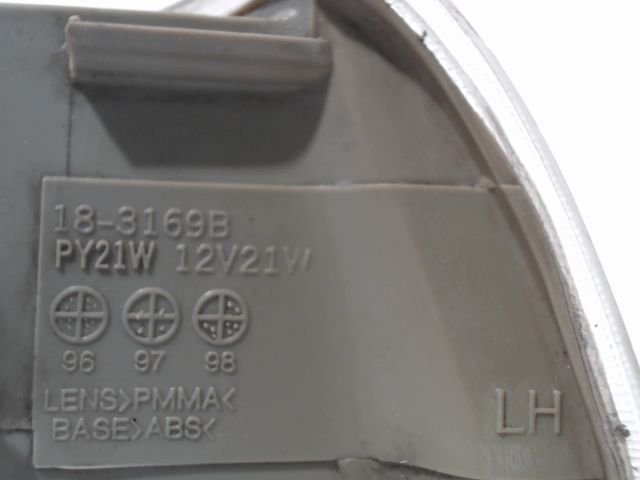 18-3169B
PY21W 12V21W
96 97 98
LENS>PMMA<
BASE>ABS<
LH